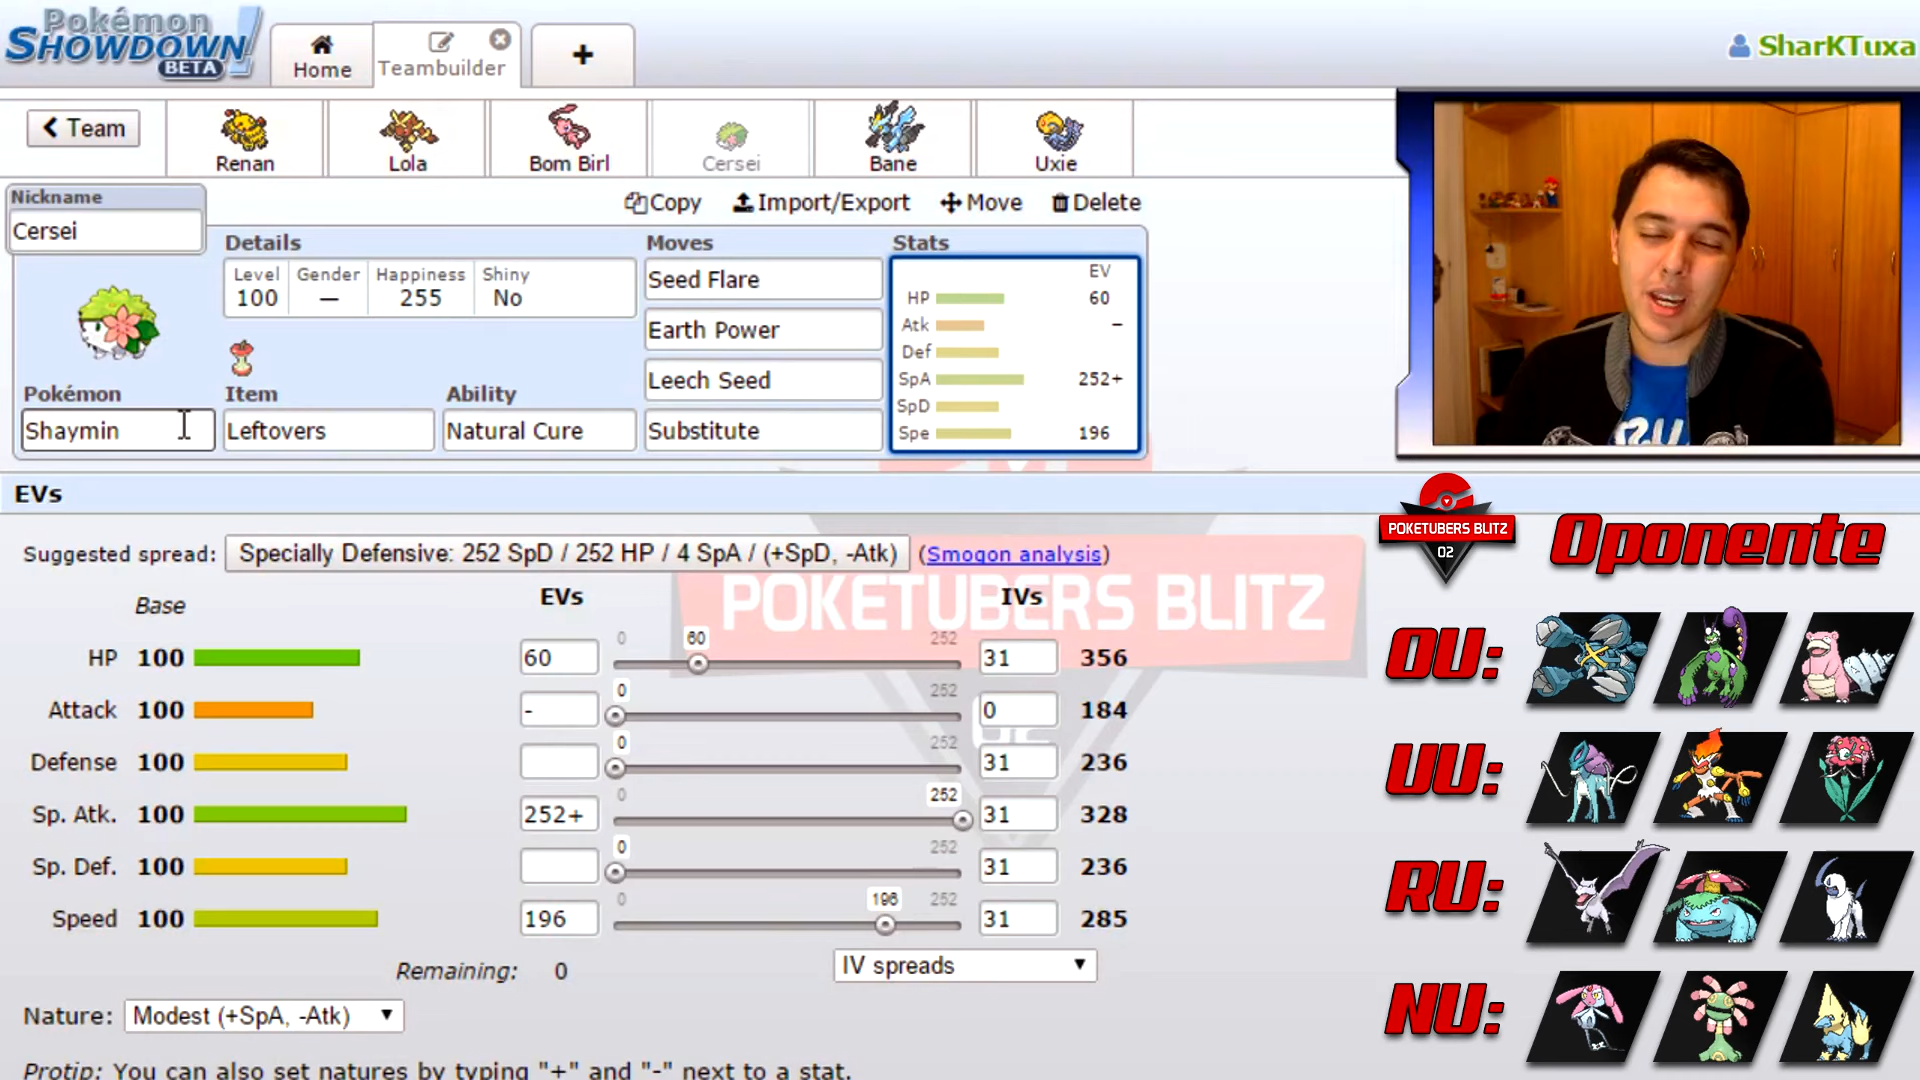 Pokémon
SHOWDOWN!
BETA
Home
Teambuilder
+
SharKTuxa
Team
Renan
Lola
Bom Birl
Cersei
Bane
Uxie
Nickname
Cersei
Copy
Import/Export
Move
Delete
Details
Moves
Stats
Level
Gender
Happiness
Shiny
100
—
255
No
Seed Flare
Earth Power
Leech Seed
Substitute
EV
HP 60
Atk –
Def
SpA 252+
SpD
Spe 196
Pokémon
Item
Ability
Shaymin
Leftovers
Natural Cure
EVs
Suggested spread: Specially Defensive: 252 SpD / 252 HP / 4 SpA / (+SpD, -Atk) (Smogon analysis)
Base
EVs
IVs
HP 100 60 0 60 252 31 356
Attack 100 - 0 252 0 184
Defense 100 0 252 31 236
Sp. Atk. 100 252+ 0 252 31 328
Sp. Def. 100 0 252 31 236
Speed 100 196 0 196 252 31 285
Remaining: 0
IV spreads
Nature: Modest (+SpA, -Atk)
Protip: You can also set natures by typing "+" and "-" next to a stat.
POKETUBERS BLITZ
02
POKETUBERS BLITZ
02
Oponente
OU:
UU:
RU:
NU: